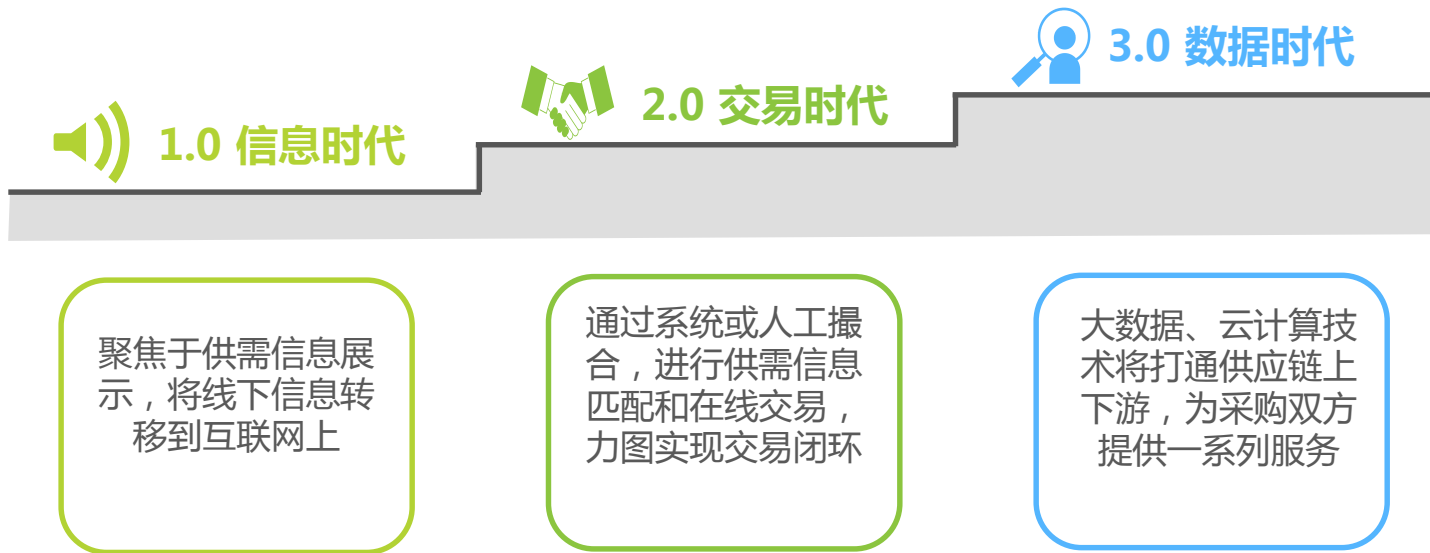 1.0 信息时代
2.0 交易时代
3.0 数据时代
聚焦于供需信息展
示，将线下信息转
移到互联网上
通过系统或人工撮
合，进行供需信息
匹配和在线交易，
力图实现交易闭环
大数据、云计算技
术将打通供应链上
下游，为采购双方
提供一系列服务